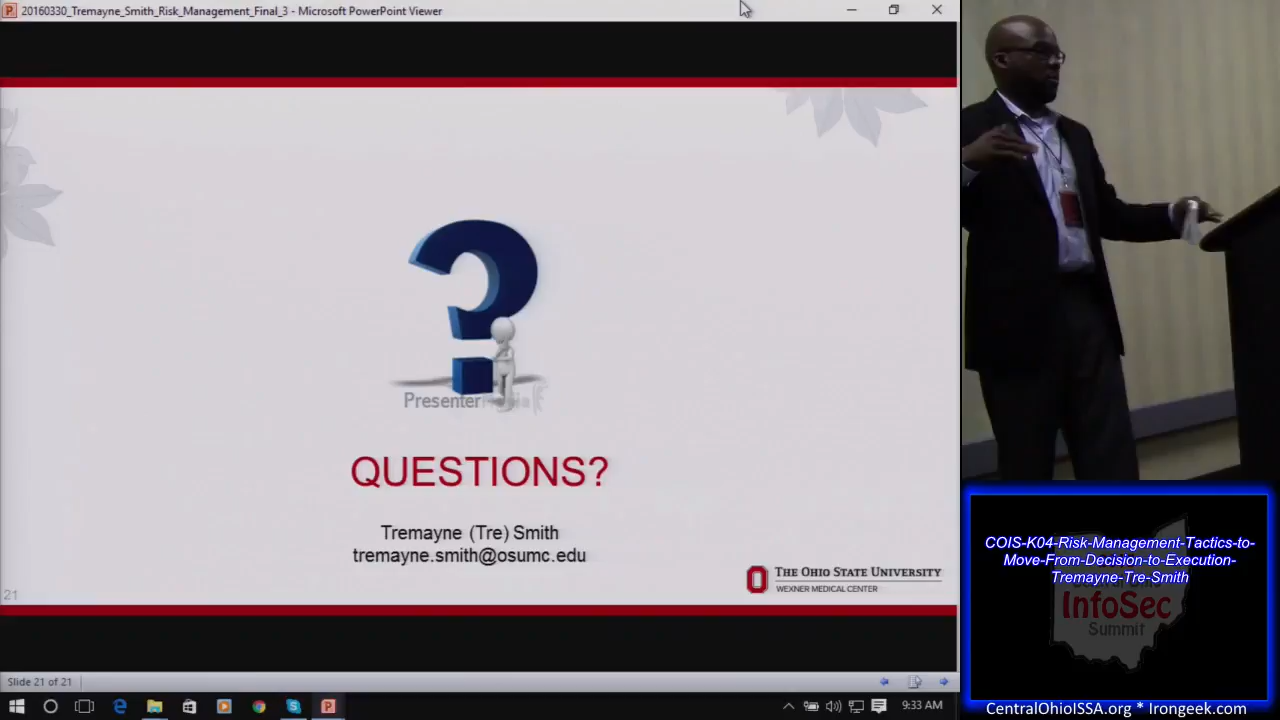 20160330_Tremayne_Smith_Risk_Management_Final_3 - Microsoft PowerPoint Viewer
Presenter
QUESTIONS?
Tremayne (Tre) Smith
tremayne.smith@osumc.edu
THE OHIO STATE UNIVERSITY
WEXNER MEDICAL CENTER
21
Slide 21 of 21
9:33 AM
COIS-K04-Risk-Management-Tactics-to-
Move-From-Decision-to-Execution-
Tremayne-Tre-Smith
InfoSec
Summit
CentralOhioISSA.org * Irongeek.com